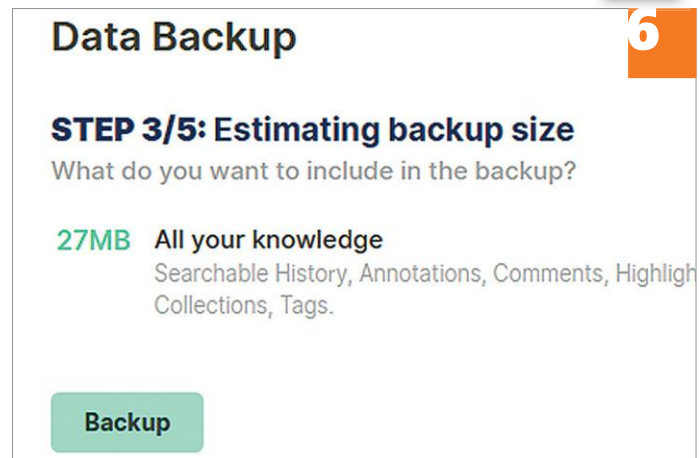 Data Backup
6
STEP 3/5: Estimating backup size
What do you want to include in the backup?
27MB All your knowledge
Searchable History, Annotations, Comments,
Collections, Tags.
Backup